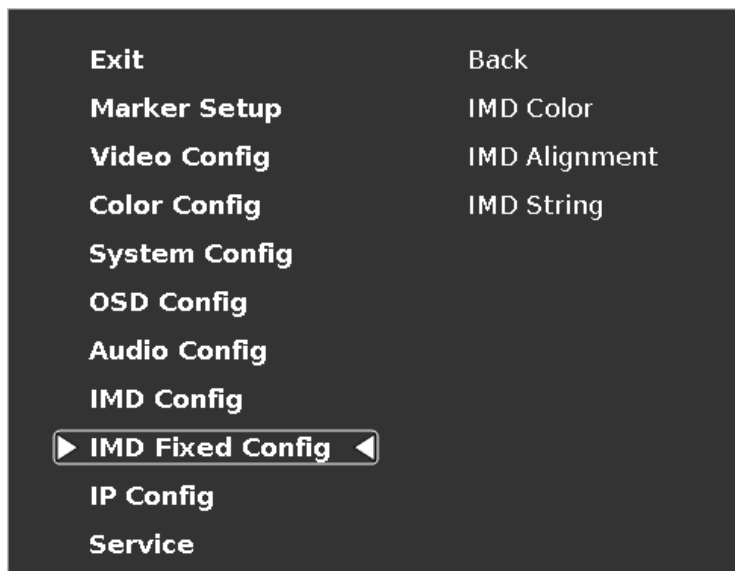 Exit
Marker Setup
Video Config
Color Config
System Config
OSD Config
Audio Config
IMD Config
IMD Fixed Config
IP Config
Service
Back
IMD Color
IMD Alignment
IMD String